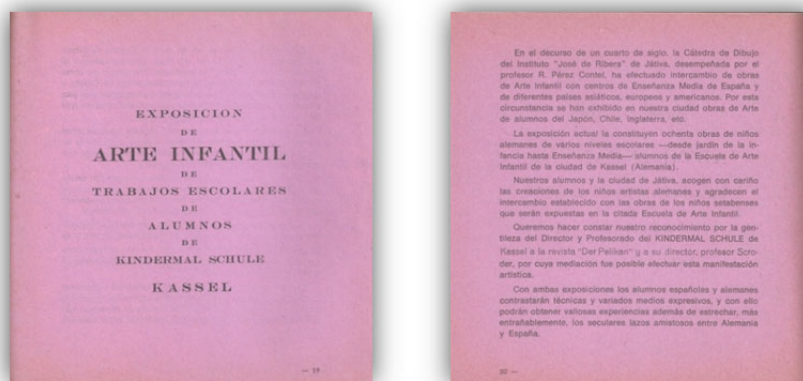 EXPOSICION
DE
ARTE INFANTIL
DE
TRABAJOS ESCOLARES
DE
ALUMNOS
DE
KINDERMAL SCHULE
KASSEL
— 19
En el decurso de un cuarto de siglo, la Cátedra de Dibujo
del Instituto "José de Ribera" de Játiva, desempeñada por el
profesor R. Pérez Contel, ha efectuado intercambio de obras
de Arte Infantil con centros de Enseñanza Media de España y
de diferentes países asiáticos, europeos y americanos. Por esta
circunstancia se han exhibido en nuestra ciudad obras de Arte
de alumnos del Japón, Chile, Inglaterra, etc.
La exposición actual la constituyen ochenta obras de niños
alemanes de varios niveles escolares —desde jardín de la in-
fancia hasta Enseñanza Media— alumnos de la Escuela de Arte
Infantil de la ciudad de Kassel (Alemania).
Nuestros alumnos y la ciudad de Játiva, acogen con cariño
las creaciones de los niños artistas alemanes y agradecen el
intercambio establecido con las obras de los niños setabenses
que serán expuestas en la citada Escuela de Arte Infantil.
Queremos hacer constar nuestro reconocimiento por la gen-
tileza del Director y Profesorado del KINDERMAL SCHULE de
Kassel a la revista "Der Pelikan" y a su director, profesor Scro-
der, por cuya mediación fue posible efectuar esta manifestación
artística.
Con ambas exposiciones los alumnos españoles y alemanes
contrastarán técnicas y variados medios expresivos, y con ello
podrán obtener valiosas experiencias además de estrechar, más
entrañablemente, los seculares lazos amistosos entre Alemania
y España.
20 —